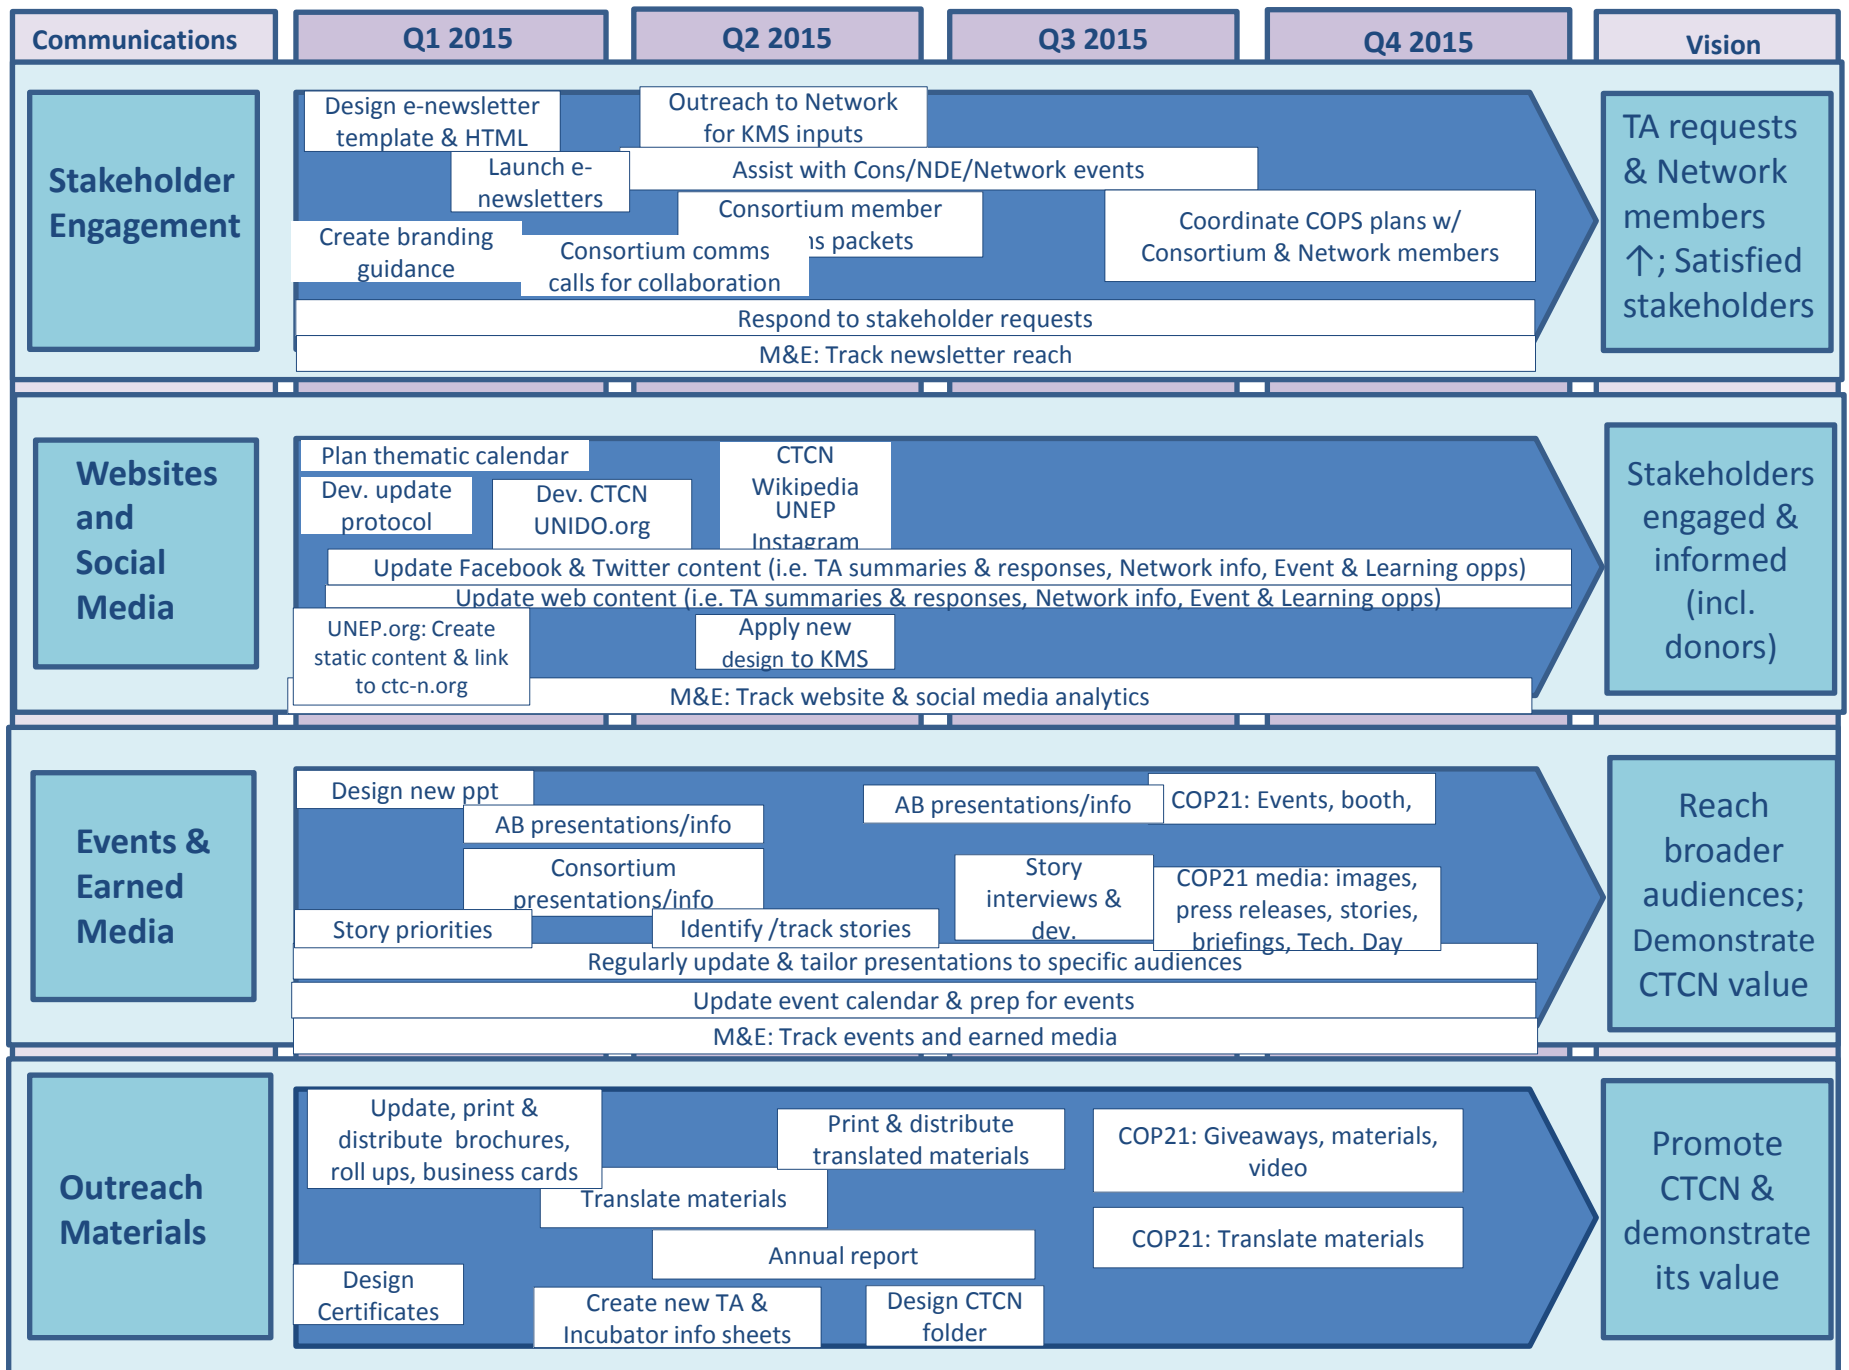 Communications
Q1 2015
Q2 2015
Q3 2015
Q4 2015
Vision
Stakeholder
Engagement
Design e-newsletter
template & HTML
Outreach to Network
for KMS inputs
Launch e-
newsletters
Assist with Cons/NDE/Network events
Consortium member
packets
Create branding
guidance
Consortium comms
calls for collaboration
Coordinate COPS plans w/
Consortium & Network members
Respond to stakeholder requests
M&E: Track newsletter reach
TA requests
& Network
members
↑; Satisfied
stakeholders
Websites
and
Social
Media
Plan thematic calendar
Dev. update
protocol
Dev. CTCN
UNIDO.org
CTCN
Wikipedia
UNEP
Instagram
Update Facebook & Twitter content (i.e. TA summaries & responses, Network info, Event & Learning opps)
Update web content (i.e. TA summaries & responses, Network info, Event & Learning opps)
UNEP.org: Create
static content & link
to ctc-n.org
Apply new
design to KMS
M&E: Track website & social media analytics
Stakeholders
engaged &
informed
(incl.
donors)
Events &
Earned
Media
Design new ppt
AB presentations/info
Consortium
presentations/info
Story priorities
Identify /track stories
AB presentations/info
COP21: Events, booth,
Story
interviews &
dev.
COP21 media: images,
press releases, stories,
briefings, Tech. Day
Regularly update & tailor presentations to specific audiences
Update event calendar & prep for events
M&E: Track events and earned media
Reach
broader
audiences;
Demonstrate
CTCN value
Outreach
Materials
Update, print &
distribute  brochures,
roll ups, business cards
Translate materials
Print & distribute
translated materials
COP21: Giveaways, materials,
video
Annual report
COP21: Translate materials
Design
Certificates
Create new TA &
Incubator info sheets
Design CTCN
folder
Promote
CTCN &
demonstrate
its value